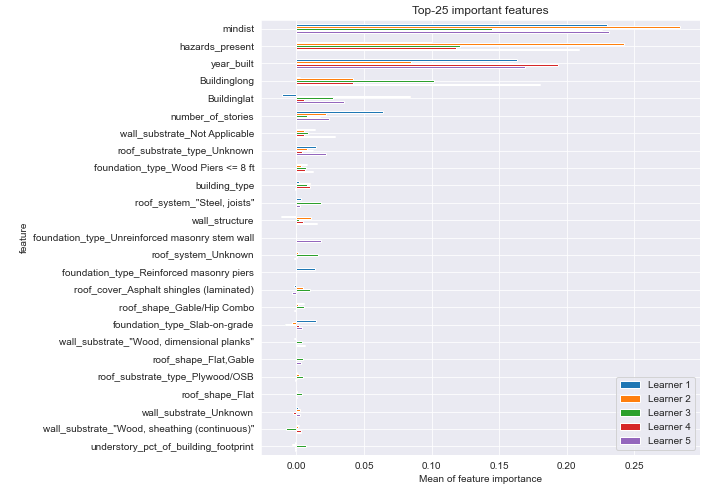 Top-25 important features
mindist
hazards_present
year_built
Buildinglong
Buildinglat
number_of_stories
wall_substrate_Not Applicable
roof_substrate_type_Unknown
foundation_type_Wood Piers <= 8 ft
building_type
roof_system_"Steel, joists"
wall_structure
foundation_type_Unreinforced masonry stem wall
roof_system_Unknown
foundation_type_Reinforced masonry piers
roof_cover_Asphalt shingles (laminated)
roof_shape_Gable/Hip Combo
foundation_type_Slab-on-grade
wall_substrate_"Wood, dimensional planks"
roof_shape_Flat,Gable
roof_substrate_type_Plywood/OSB
roof_shape_Flat
wall_substrate_Unknown
wall_substrate_"Wood, sheathing (continuous)"
understory_pct_of_building_footprint
feature
Learner 1
Learner 2
Learner 3
Learner 4
Learner 5
0.00 0.05 0.10 0.15 0.20 0.25
Mean of feature importance